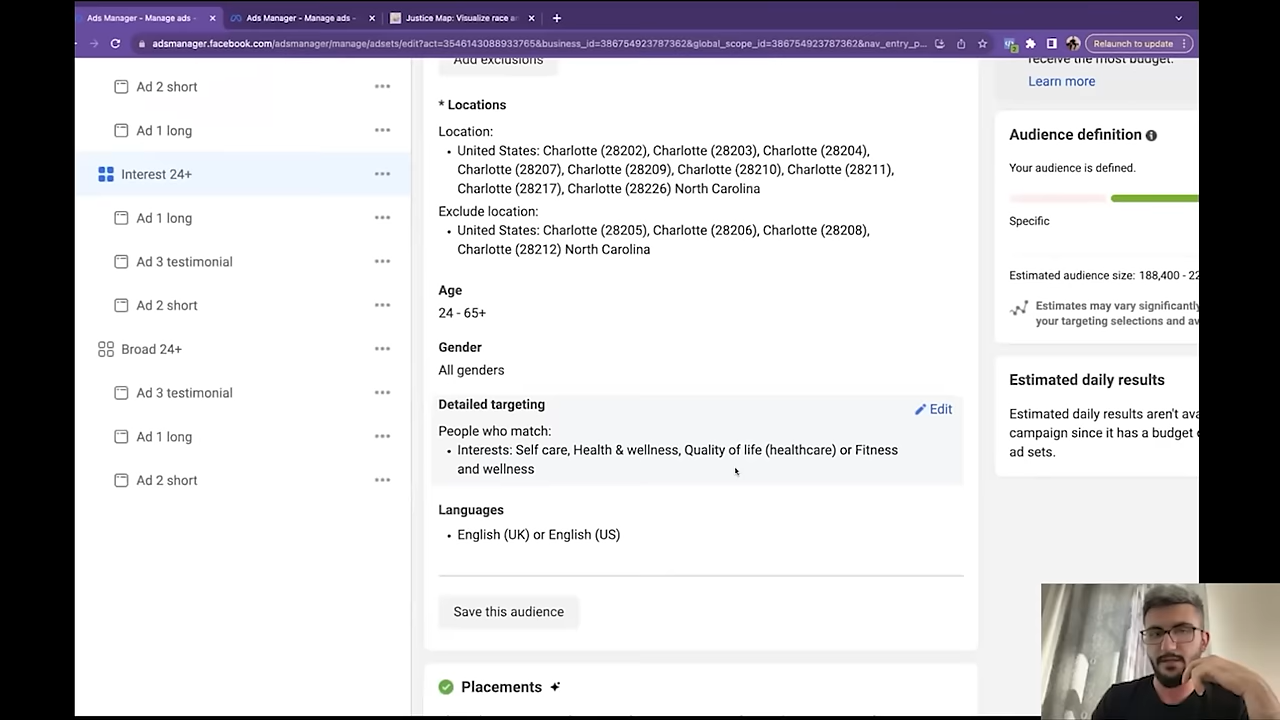 Ads Manager - Manage ads -
Ads Manager - Manage ads -
Justice Map: Visualize race a
adsmanager.facebook.com/adsmanager/manage/adsets/edit?act=3546143088933765&business_id=386754923787362&global_scope_id=386754923787362&nav_entry_p...
Relaunch to update
Ad 2 short
Ad 1 long
Interest 24+
Ad 1 long
Ad 3 testimonial
Ad 2 short
Broad 24+
Ad 3 testimonial
Ad 1 long
Ad 2 short
Add exclusions
* Locations
Location:
United States: Charlotte (28202), Charlotte (28203), Charlotte (28204),
Charlotte (28207), Charlotte (28209), Charlotte (28210), Charlotte (28211),
Charlotte (28217), Charlotte (28226) North Carolina
Exclude location:
United States: Charlotte (28205), Charlotte (28206), Charlotte (28208),
Charlotte (28212) North Carolina
Age
24 - 65+
Gender
All genders
Detailed targeting
Edit
People who match:
Interests: Self care, Health & wellness, Quality of life (healthcare) or Fitness
and wellness
Languages
English (UK) or English (US)
Save this audience
Placements
receive the most budget.
Learn more
Audience definition
Your audience is defined.
Specific
Estimated audience size: 188,400 - 22
Estimates may vary significantly
your targeting selections and av
Estimated daily results
Estimated daily results aren't ava
campaign since it has a budget o
ad sets.